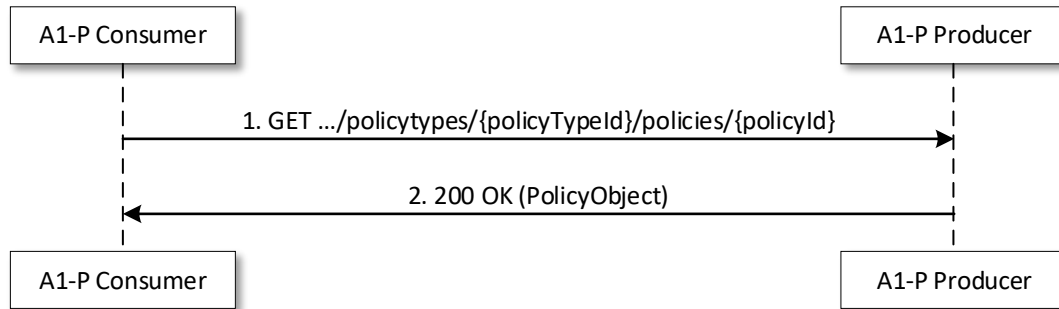 A1-P Consumer
A1-P Producer
1. GET …/policytypes/{policyTypeId}/policies/{policyId}
2. 200 OK (PolicyObject)
A1-P Consumer
A1-P Producer